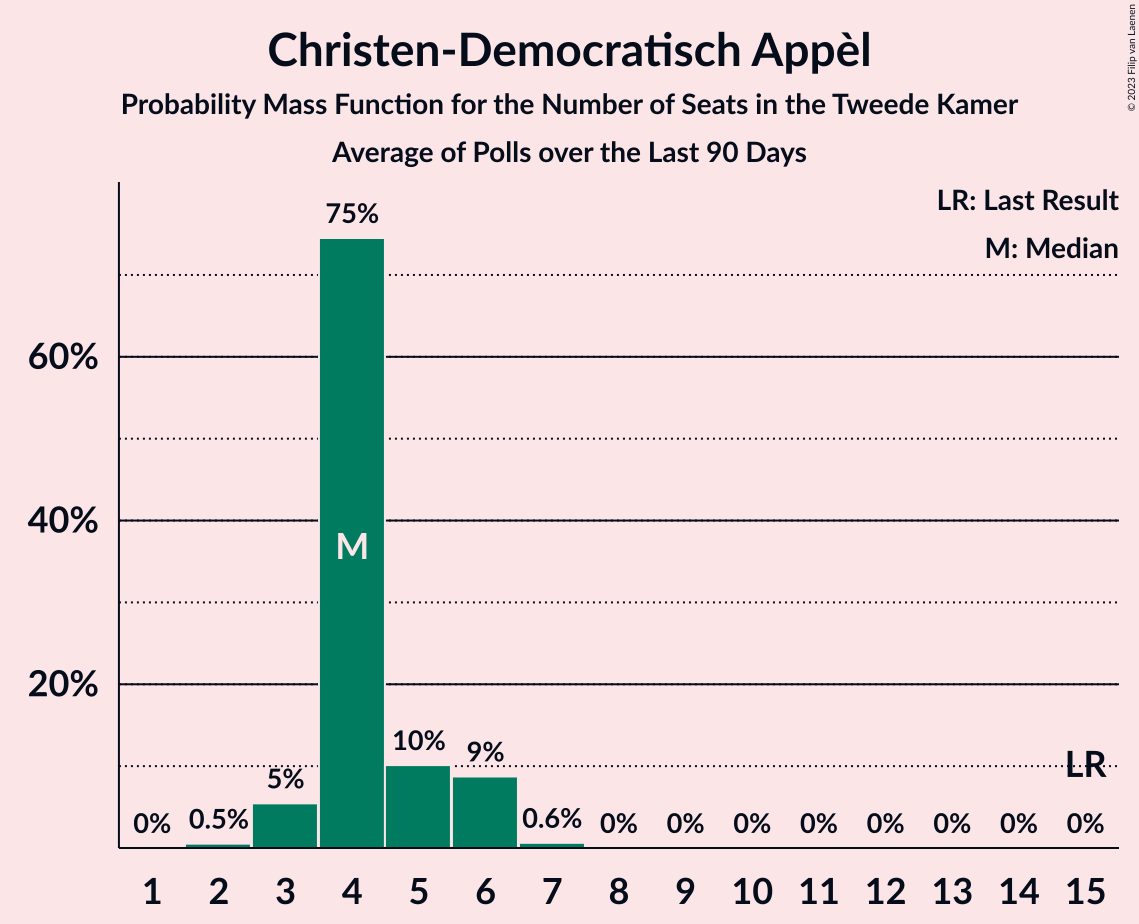 Christen-Democratisch Appèl
Probability Mass Function for the Number of Seats in the Tweede Kamer
Average of Polls over the Last 90 Days
© 2023 Filip van Laenen
LR: Last Result
M: Median
75%
60%
40%
M
20%
10%
9%
5%
LR
0% 0.5% 0.6% 0% 0% 0% 0% 0% 0% 0% 0%
1 2 3 4 5 6 7 8 9 10 11 12 13 14 15